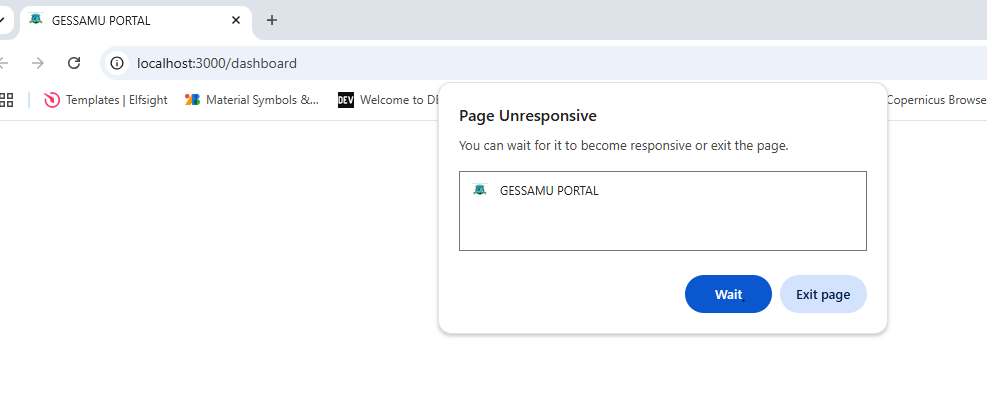 GESSAMU PORTAL
localhost:3000/dashboard
Templates | Elfsight
Material Symbols &...
DEV
Welcome to DE
Copernicus Browse
Page Unresponsive
You can wait for it to become responsive or exit the page.
GESSAMU PORTAL
Wait
Exit page